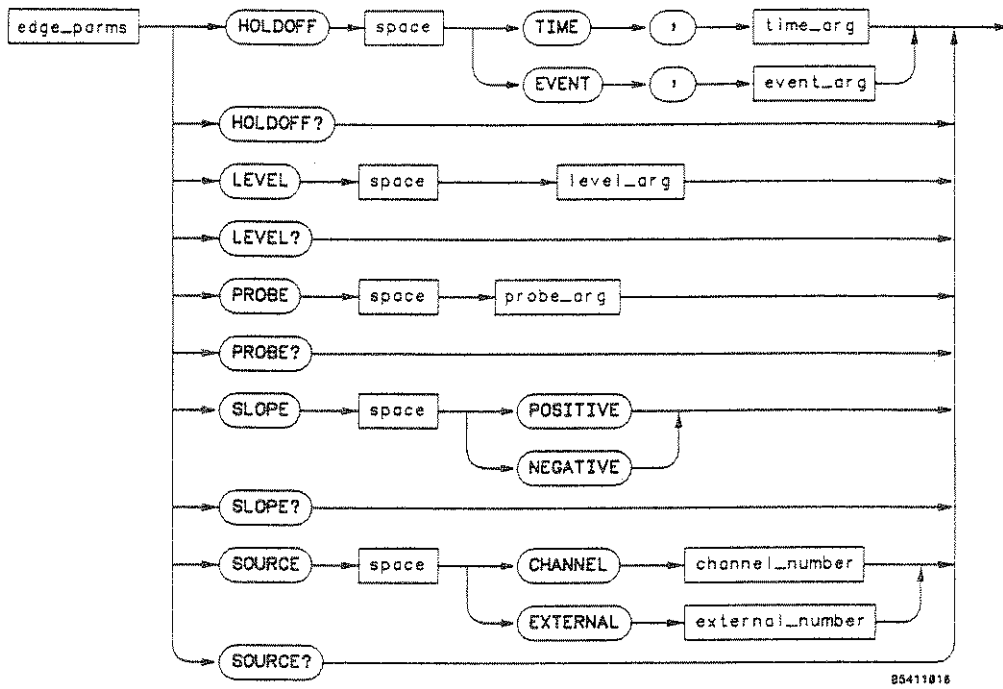 edge_parms HOLDOFF space TIME , time_arg
EVENT , event_arg
HOLDOFF?
LEVEL space level_arg
LEVEL?
PROBE space probe_arg
PROBE?
SLOPE space POSITIVE
NEGATIVE
SLOPE?
SOURCE space CHANNEL channel_number
EXTERNAL external_number
SOURCE?
85411016